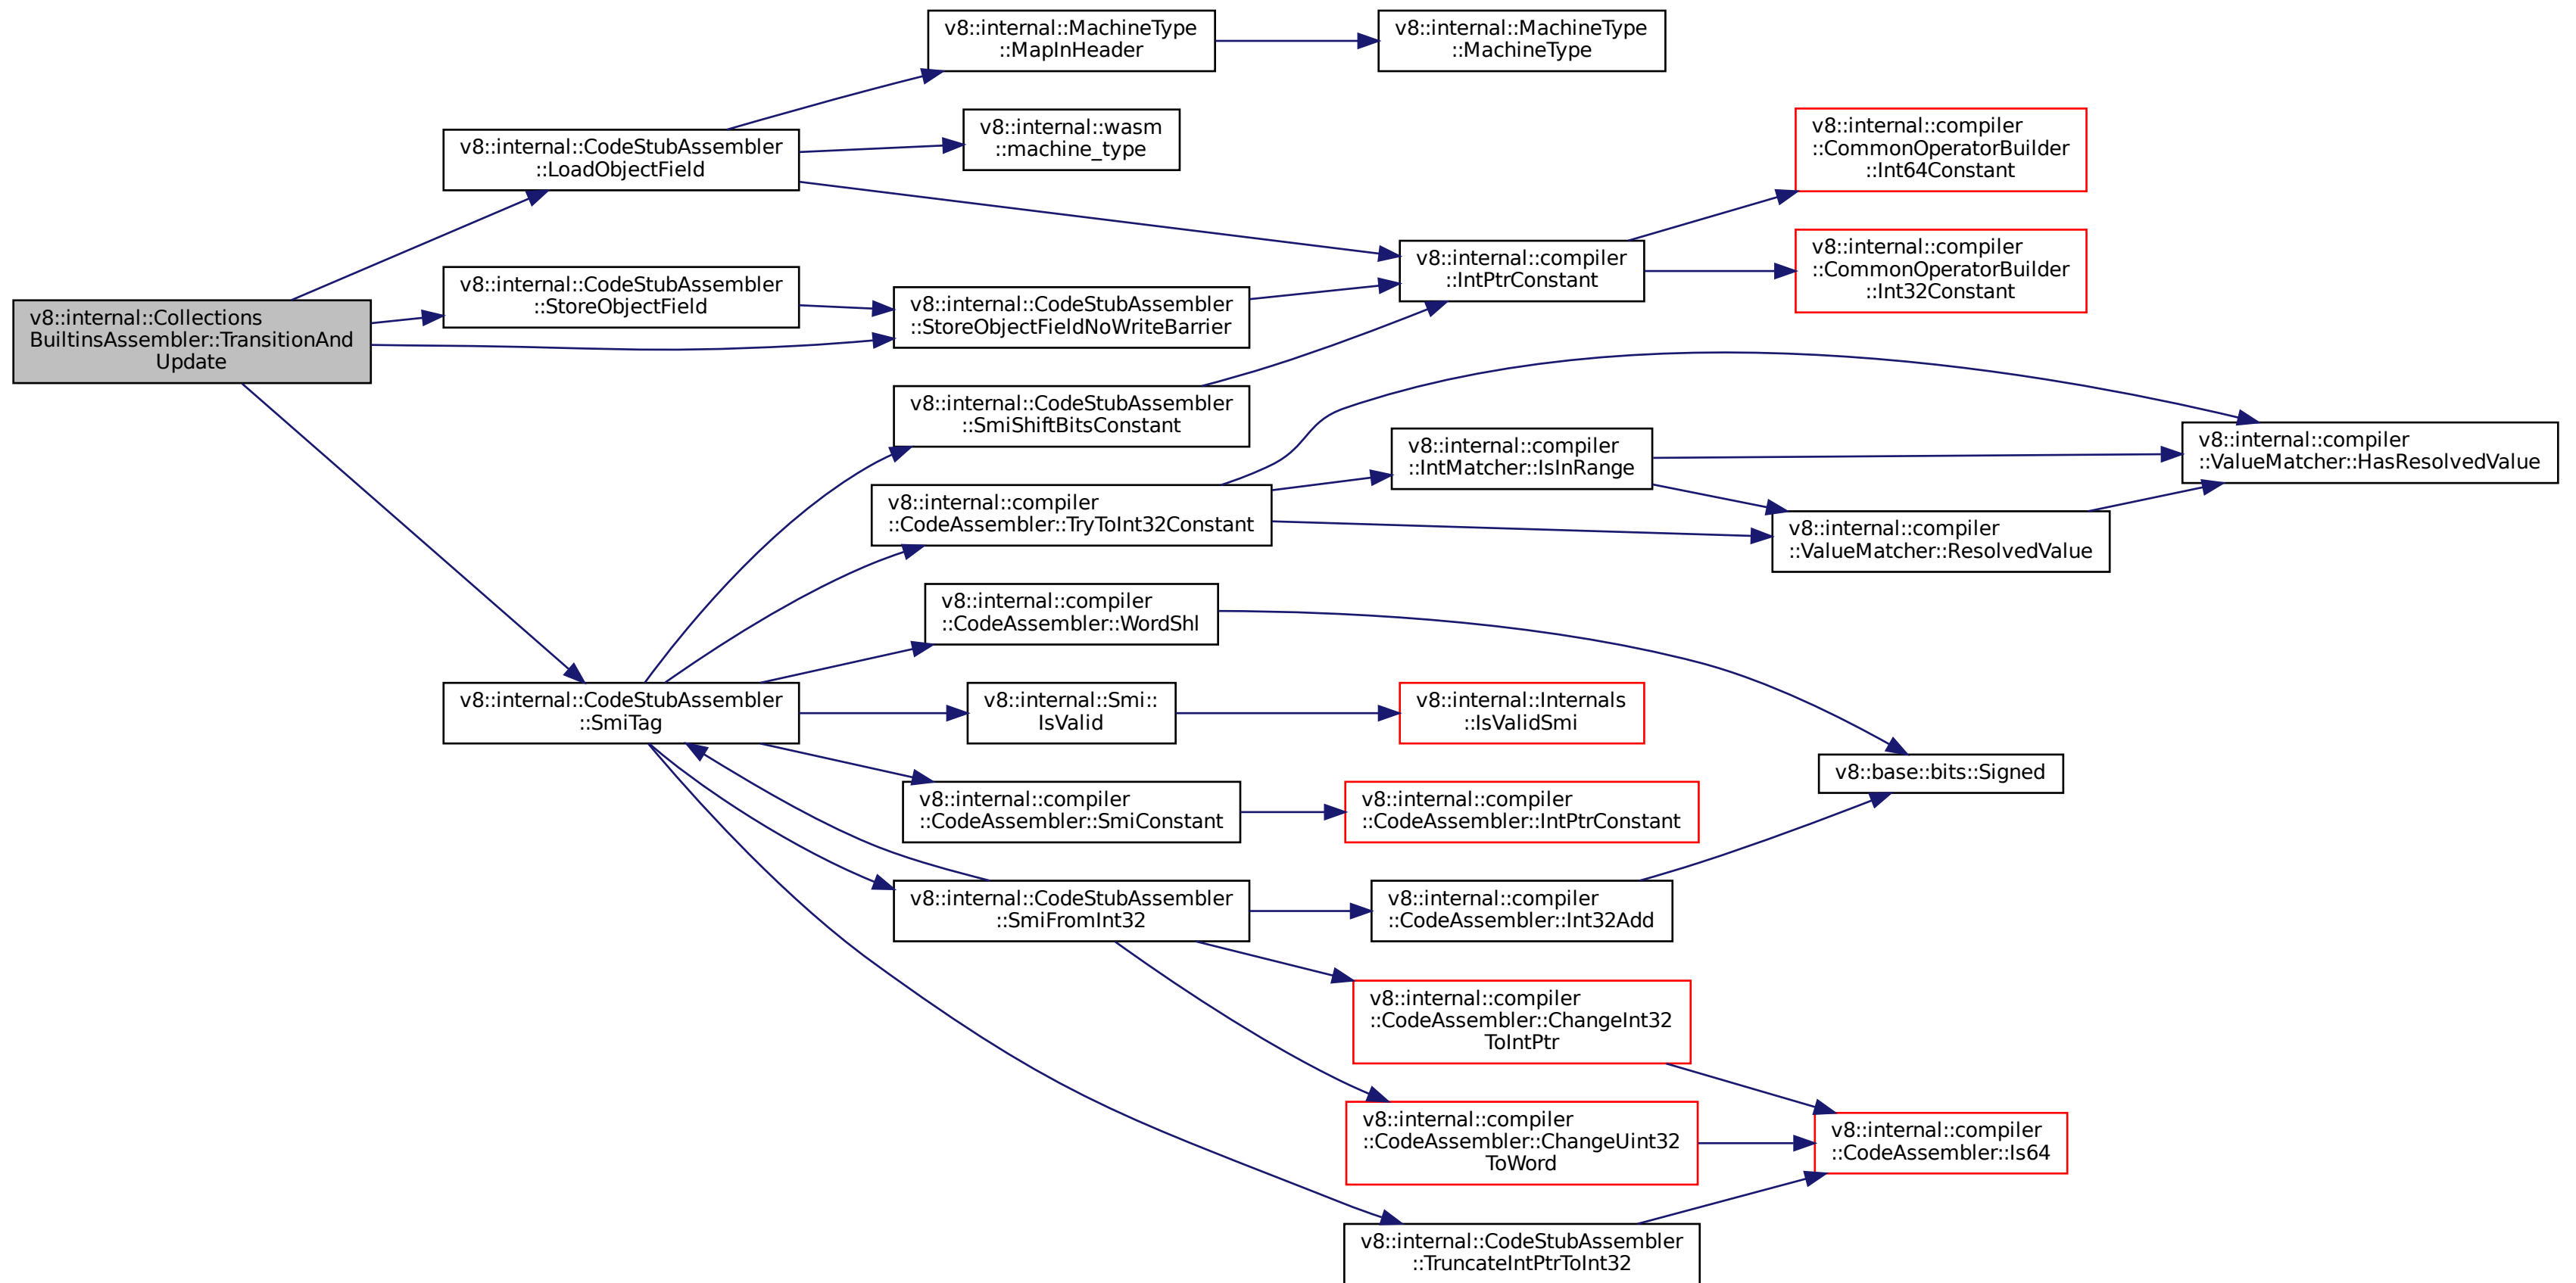 v8::internal::MachineType
::MapInHeader
v8::internal::MachineType
::MachineType
v8::internal::CodeStubAssembler
::LoadObjectField
v8::internal::wasm
::machine_type
v8::internal::compiler
::CommonOperatorBuilder
::Int64Constant
v8::internal::compiler
::IntPtrConstant
v8::internal::compiler
::CommonOperatorBuilder
::Int32Constant
v8::internal::Collections
BuiltinsAssembler::TransitionAnd
Update
v8::internal::CodeStubAssembler
::StoreObjectField
v8::internal::CodeStubAssembler
::StoreObjectFieldNoWriteBarrier
v8::internal::CodeStubAssembler
::SmiShiftBitsConstant
v8::internal::compiler
::IntMatcher::IsInRange
v8::internal::compiler
::ValueMatcher::HasResolvedValue
v8::internal::compiler
::CodeAssembler::TryToInt32Constant
v8::internal::compiler
::ValueMatcher::ResolvedValue
v8::internal::compiler
::CodeAssembler::WordShl
v8::internal::CodeStubAssembler
::SmiTag
v8::internal::Smi::
IsValid
v8::internal::Internals
::IsValidSmi
v8::base::bits::Signed
v8::internal::compiler
::CodeAssembler::SmiConstant
v8::internal::compiler
::CodeAssembler::IntPtrConstant
v8::internal::CodeStubAssembler
::SmiFromInt32
v8::internal::compiler
::CodeAssembler::Int32Add
v8::internal::compiler
::CodeAssembler::ChangeInt32
ToIntPtr
v8::internal::compiler
::CodeAssembler::ChangeUint32
ToWord
v8::internal::compiler
::CodeAssembler::Is64
v8::internal::CodeStubAssembler
::TruncateIntPtrToInt32